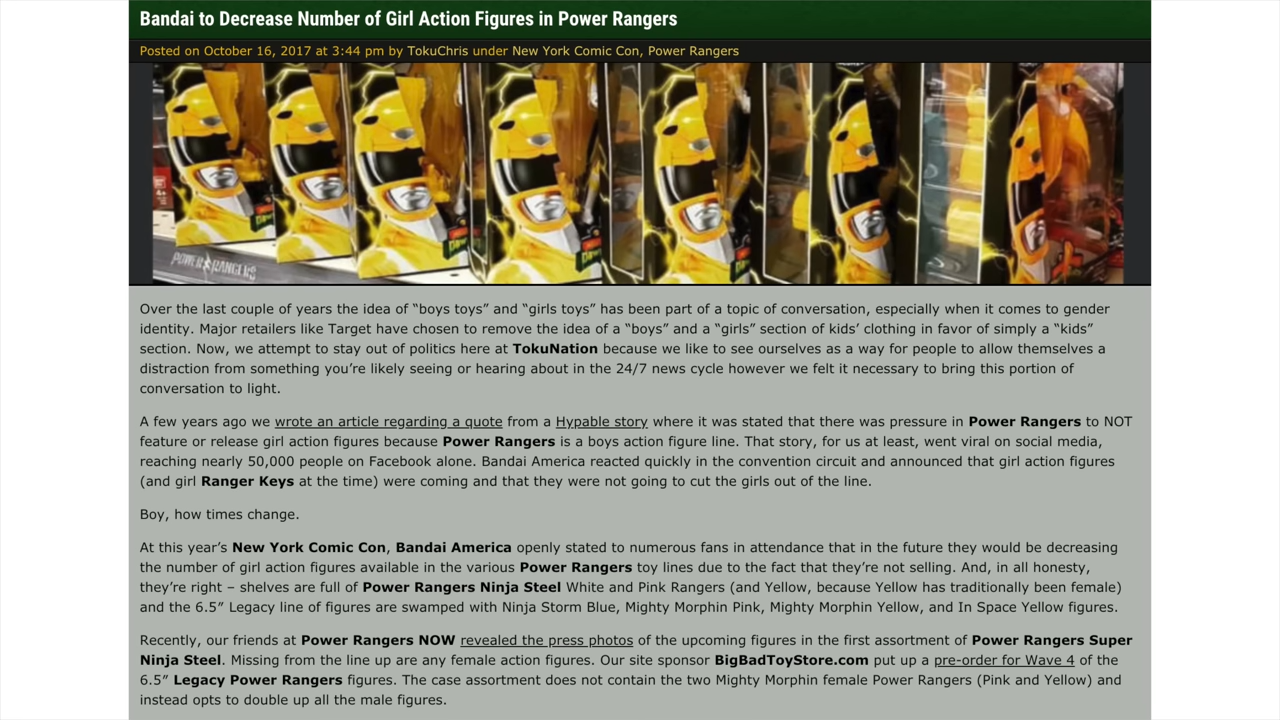 Bandai to Decrease Number of Girl Action Figures in Power Rangers
Posted on October 16, 2017 at 3:44 pm by TokuChris under New York Comic Con, Power Rangers
POWER RANGERS
Over the last couple of years the idea of “boys toys” and “girls toys” has been part of a topic of conversation, especially when it comes to gender
identity. Major retailers like Target have chosen to remove the idea of a “boys” and a “girls” section of kids’ clothing in favor of simply a “kids”
section. Now, we attempt to stay out of politics here at TokuNation because we like to see ourselves as a way for people to allow themselves a
distraction from something you’re likely seeing or hearing about in the 24/7 news cycle however we felt it necessary to bring this portion of
conversation to light.
A few years ago we wrote an article regarding a quote from a Hypable story where it was stated that there was pressure in Power Rangers to NOT
feature or release girl action figures because Power Rangers is a boys action figure line. That story, for us at least, went viral on social media,
reaching nearly 50,000 people on Facebook alone. Bandai America reacted quickly in the convention circuit and announced that girl action figures
(and girl Ranger Keys at the time) were coming and that they were not going to cut the girls out of the line.
Boy, how times change.
At this year’s New York Comic Con, Bandai America openly stated to numerous fans in attendance that in the future they would be decreasing
the number of girl action figures available in the various Power Rangers toy lines due to the fact that they’re not selling. And, in all honesty,
they’re right – shelves are full of Power Rangers Ninja Steel White and Pink Rangers (and Yellow, because Yellow has traditionally been female)
and the 6.5″ Legacy line of figures are swamped with Ninja Storm Blue, Mighty Morphin Pink, Mighty Morphin Yellow, and In Space Yellow figures.
Recently, our friends at Power Rangers NOW revealed the press photos of the upcoming figures in the first assortment of Power Rangers Super
Ninja Steel. Missing from the line up are any female action figures. Our site sponsor BigBadToyStore.com put up a pre-order for Wave 4 of the
6.5″ Legacy Power Rangers figures. The case assortment does not contain the two Mighty Morphin female Power Rangers (Pink and Yellow) and
instead opts to double up all the male figures.